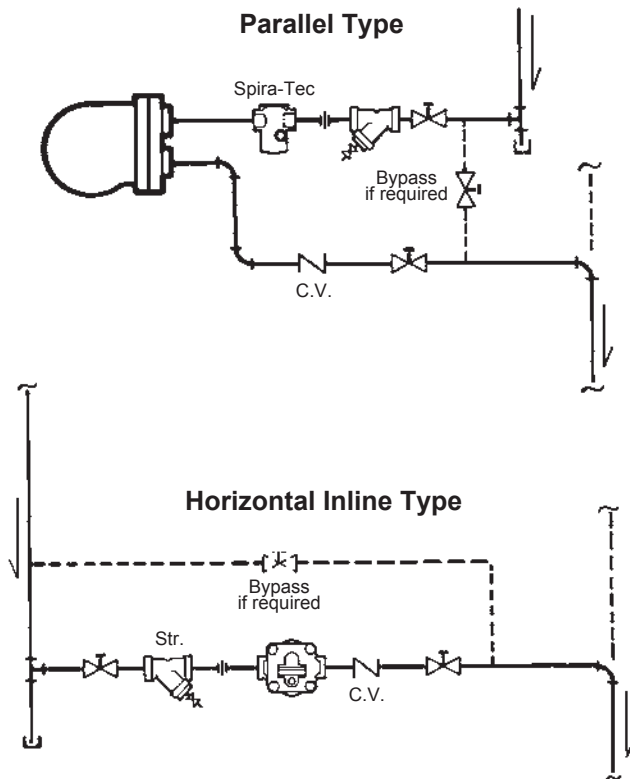 Parallel Type
Spira-Tec
Bypass
if required
C.V.
Horizontal Inline Type
Bypass
if required
Str.
C.V.